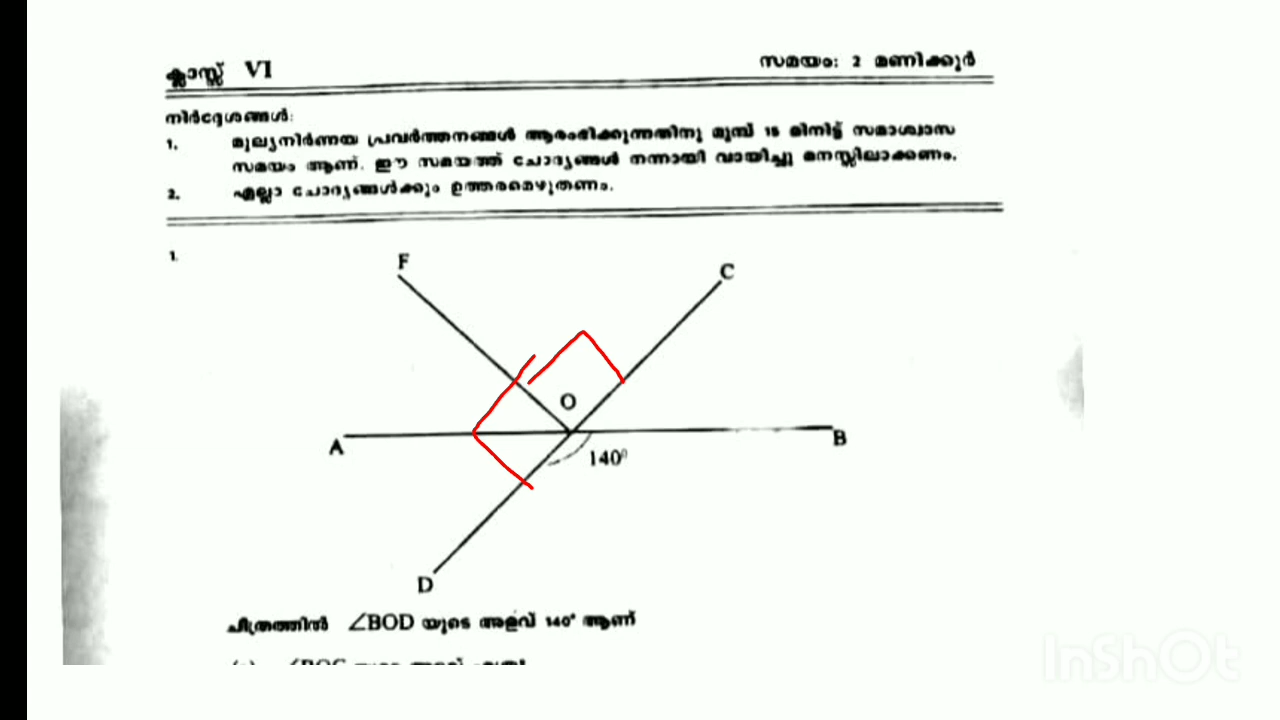 ക്ലാസ്സ് VI
സമയം: 2 മണിക്കൂർ
നിർദ്ദേശങ്ങൾ:
1. മൂല്യനിർണ്ണയ പ്രവർത്തനങ്ങൾ ആരംഭിക്കുന്നതിനു മുമ്പ് 15 മിനിട്ട് സമാശ്വാസ
സമയം ആണ്. ഈ സമയത്ത് ചോദ്യങ്ങൾ നന്നായി വായിച്ചു മനസ്സിലാക്കണം.
2. എല്ലാ ചോദ്യങ്ങൾക്കും ഉത്തരമെഴുതണം.
1.
F
C
O
A
B
140⁰
D
ചിത്രത്തിൽ ∠BOD യുടെ അളവ് 140° ആണ്
InShOt